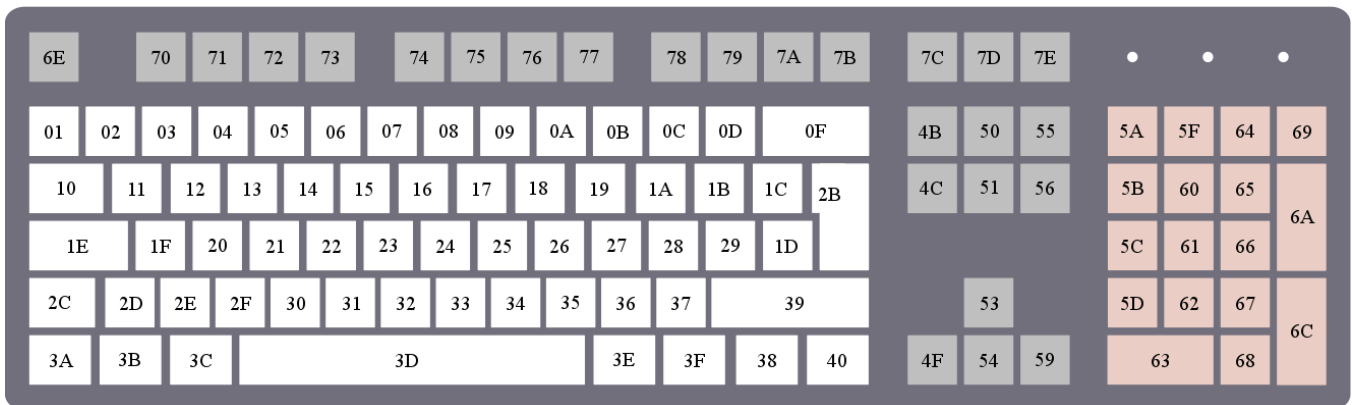 6E 70 71 72 73 74 75 76 77 78 79 7A 7B 7C 7D 7E
01 02 03 04 05 06 07 08 09 0A 0B 0C 0D 0F 4B 50 55 5A 5F 64 69
10 11 12 13 14 15 16 17 18 19 1A 1B 1C 2B 4C 51 56 5B 60 65 6A
1E 1F 20 21 22 23 24 25 26 27 28 29 1D 5C 61 66
2C 2D 2E 2F 30 31 32 33 34 35 36 37 39 53 5D 62 67 6C
3A 3B 3C 3D 3E 3F 38 40 4F 54 59 63 68